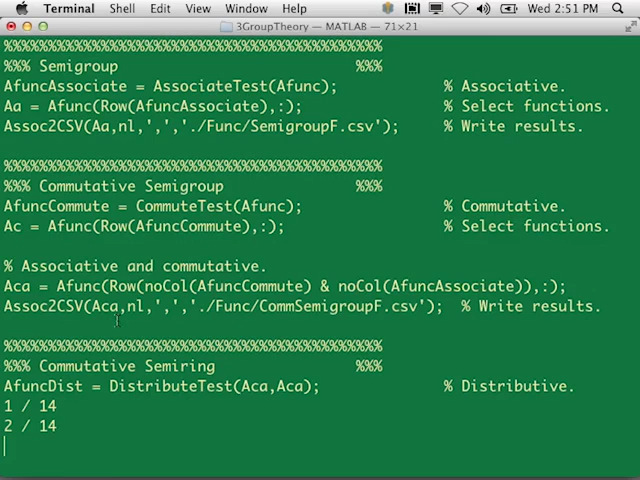 Terminal Shell Edit View Window Help Wed 2:51 PM
3GroupTheory — MATLAB — 71×21
%%%%%%%%%%%%%%%%%%%%%%%%%%%%%%%%%%%%%%%%%%%%%%%%%%%
%%% Semigroup %%%
AfuncAssociate = AssociateTest(Afunc); % Associative.
Aa = Afunc(Row(AfuncAssociate),:); % Select functions.
Assoc2CSV(Aa,nl,',','./Func/SemigroupF.csv'); % Write results.
%%%%%%%%%%%%%%%%%%%%%%%%%%%%%%%%%%%%%%%%%%%%%%%%%%%
%%% Commutative Semigroup %%%
AfuncCommute = CommuteTest(Afunc); % Commutative.
Ac = Afunc(Row(AfuncCommute),:); % Select functions.
% Associative and commutative.
Aca = Afunc(Row(noCol(AfuncCommute) & noCol(AfuncAssociate)),:);
Assoc2CSV(Aca,nl,',','./Func/CommSemigroupF.csv'); % Write results.
%%%%%%%%%%%%%%%%%%%%%%%%%%%%%%%%%%%%%%%%%%%%%%%%%%%
%%% Commutative Semiring %%%
AfuncDist = DistributeTest(Aca,Aca); % Distributive.
1 / 14
2 / 14